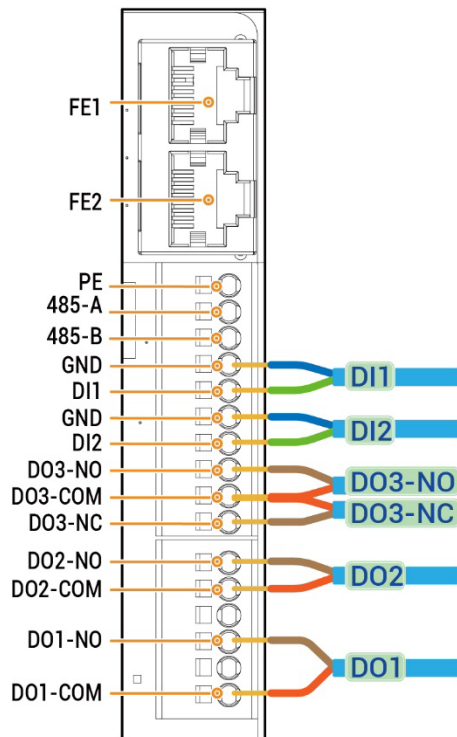 FE1
FE2
PE
485-A
485-B
GND
DI1
GND
DI2
DO3-NO
DO3-COM
DO3-NC
DO2-NO
DO2-COM
DO1-NO
DO1-COM
DI1
DI2
DO3-NO
DO3-NC
DO2
DO1